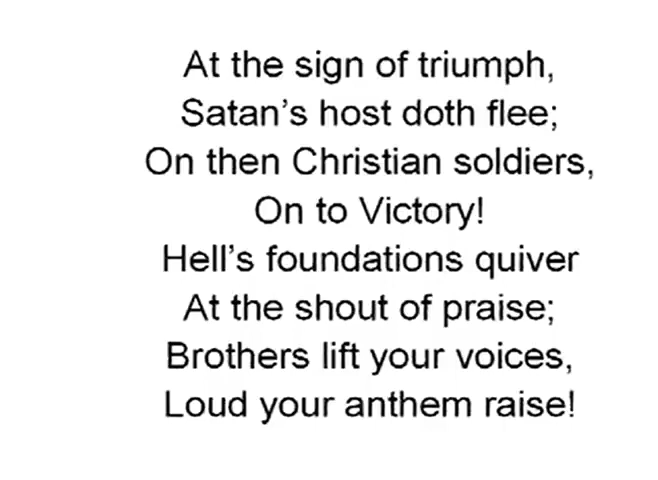 At the sign of triumph,
Satan’s host doth flee;
On then Christian soldiers,
On to Victory!
Hell’s foundations quiver
At the shout of praise;
Brothers lift your voices,
Loud your anthem raise!